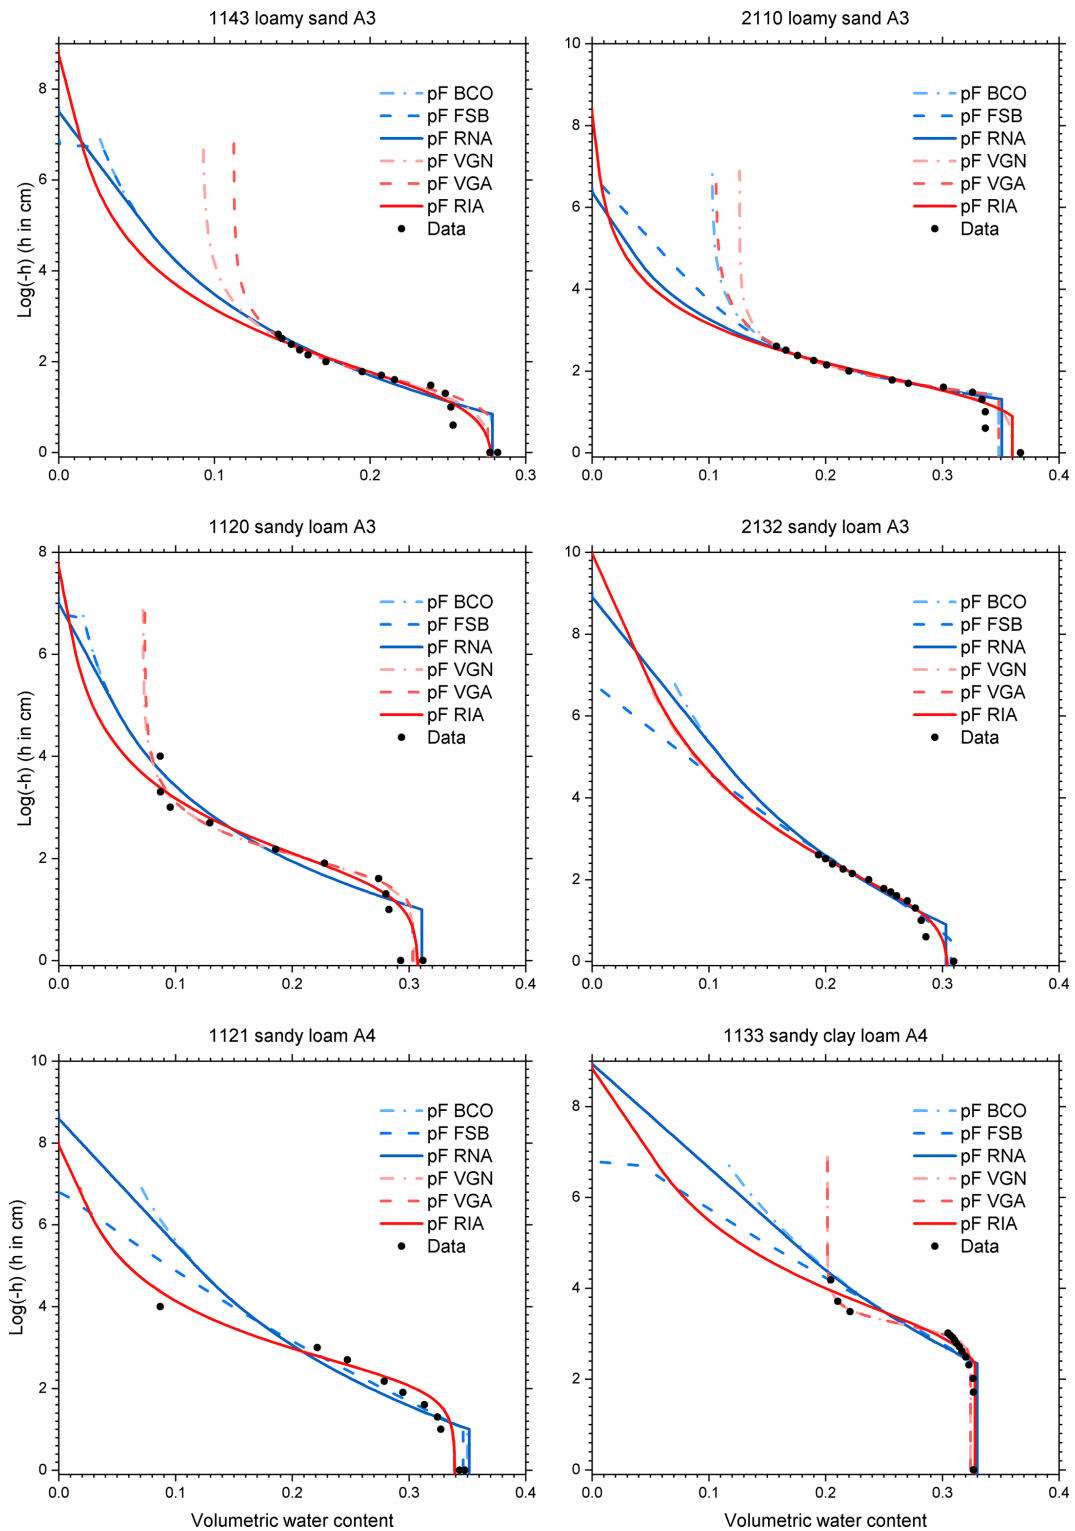 1143 loamy sand A3
Log(-h) (h in cm)
8
6
4
2
0
0.0 0.1 0.2 0.3
pF BCO
pF FSB
pF RNA
pF VGN
pF VGA
pF RIA
Data
2110 loamy sand A3
10
8
6
4
2
0
0.0 0.1 0.2 0.3 0.4
pF BCO
pF FSB
pF RNA
pF VGN
pF VGA
pF RIA
Data
1120 sandy loam A3
Log(-h) (h in cm)
8
6
4
2
0
0.0 0.1 0.2 0.3 0.4
pF BCO
pF FSB
pF RNA
pF VGN
pF VGA
pF RIA
Data
2132 sandy loam A3
10
8
6
4
2
0
0.0 0.1 0.2 0.3 0.4
pF BCO
pF FSB
pF RNA
pF VGN
pF VGA
pF RIA
Data
1121 sandy loam A4
Log(-h) (h in cm)
10
8
6
4
2
0
0.0 0.1 0.2 0.3 0.4
pF BCO
pF FSB
pF RNA
pF VGN
pF VGA
pF RIA
Data
Volumetric water content
1133 sandy clay loam A4
8
6
4
2
0
0.0 0.1 0.2 0.3 0.4
pF BCO
pF FSB
pF RNA
pF VGN
pF VGA
pF RIA
Data
Volumetric water content